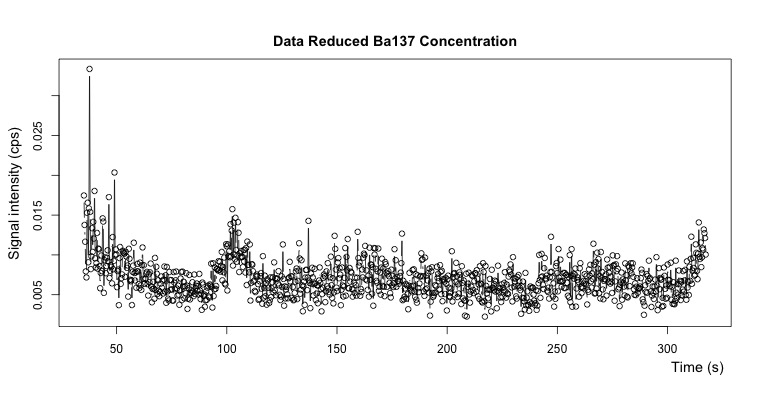 Data Reduced Ba137 Concentration
Signal intensity (cps)
0.025
0.015
0.005
50 100 150 200 250 300
Time (s)